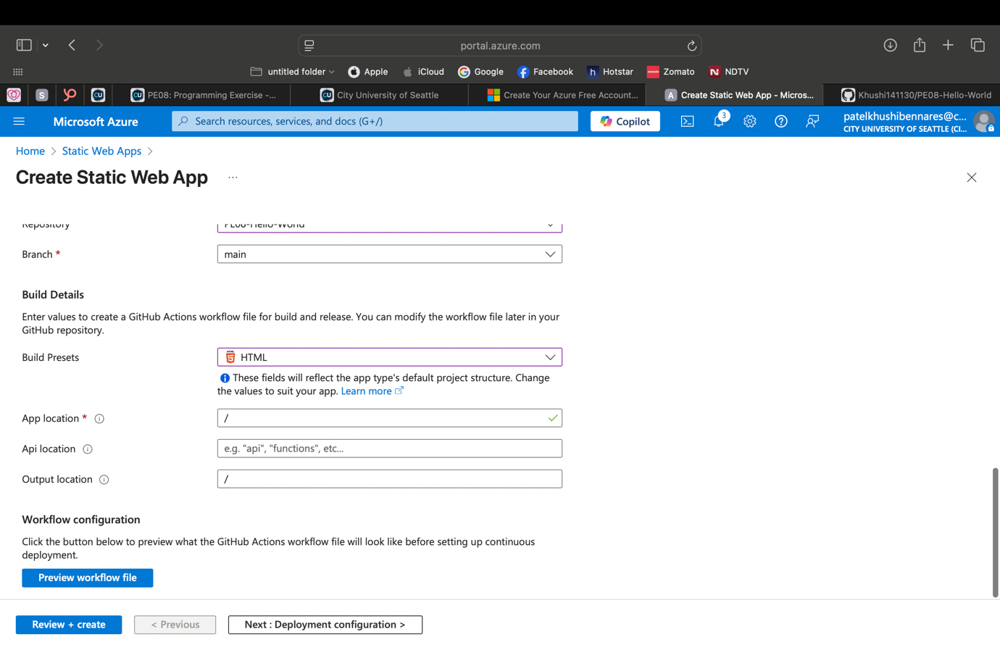 portal.azure.com
untitled folder
Apple
iCloud
Google
Facebook
h Hotstar
zomato Zomato
N NDTV
S
CU
CU PE08: Programming Exercise -...
CU City University of Seattle
Create Your Azure Free Account...
A Create Static Web App - Micros...
Khushi141130/PE08-Hello-World
Microsoft Azure
Search resources, services, and docs (G+/)
Copilot
3
patelkhushibennares@c...
CITY UNIVERSITY OF SEATTLE (CI...
Home > Static Web Apps >
Create Static Web App ...
Repository
PE08-Hello-World
Branch *
main
Build Details
Enter values to create a GitHub Actions workflow file for build and release. You can modify the workflow file later in your
GitHub repository.
Build Presets
HTML
These fields will reflect the app type's default project structure. Change
the values to suit your app. Learn more
App location *
/
Api location
e.g. "api", "functions", etc...
Output location
/
Workflow configuration
Click the button below to preview what the GitHub Actions workflow file will look like before setting up continuous
deployment.
Preview workflow file
Review + create
< Previous
Next : Deployment configuration >